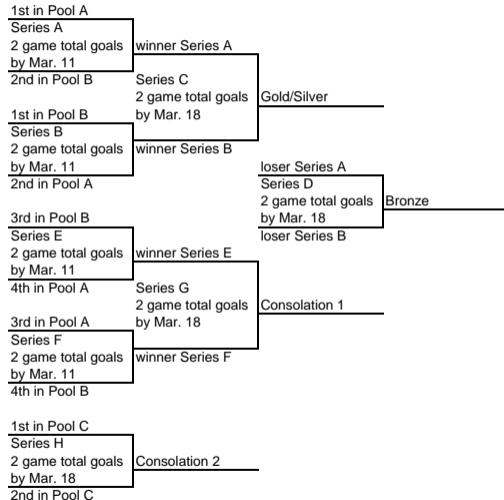 1st in Pool A
Series A
2 game total goals
by Mar. 11
2nd in Pool B
winner Series A
Series C
2 game total goals
by Mar. 18
winner Series B
Gold/Silver
1st in Pool B
Series B
2 game total goals
by Mar. 11
2nd in Pool A
loser Series A
Series D
2 game total goals
by Mar. 18
loser Series B
Bronze
3rd in Pool B
Series E
2 game total goals
by Mar. 11
4th in Pool A
winner Series E
Series G
2 game total goals
by Mar. 18
winner Series F
Consolation 1
3rd in Pool A
Series F
2 game total goals
by Mar. 11
4th in Pool B
1st in Pool C
Series H
2 game total goals
by Mar. 18
2nd in Pool C
Consolation 2